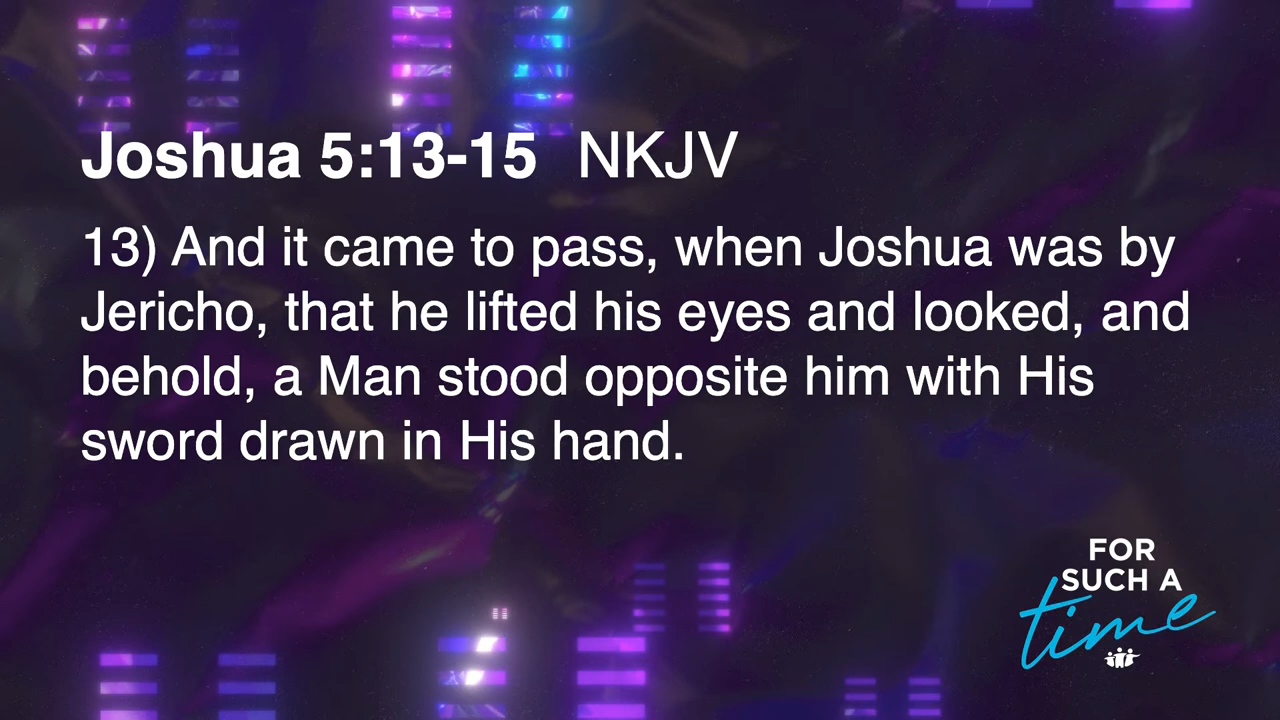 Joshua 5:13-15 NKJV
13) And it came to pass, when Joshua was by
Jericho, that he lifted his eyes and looked, and
behold, a Man stood opposite him with His
sword drawn in His hand.
FOR
SUCH A
time